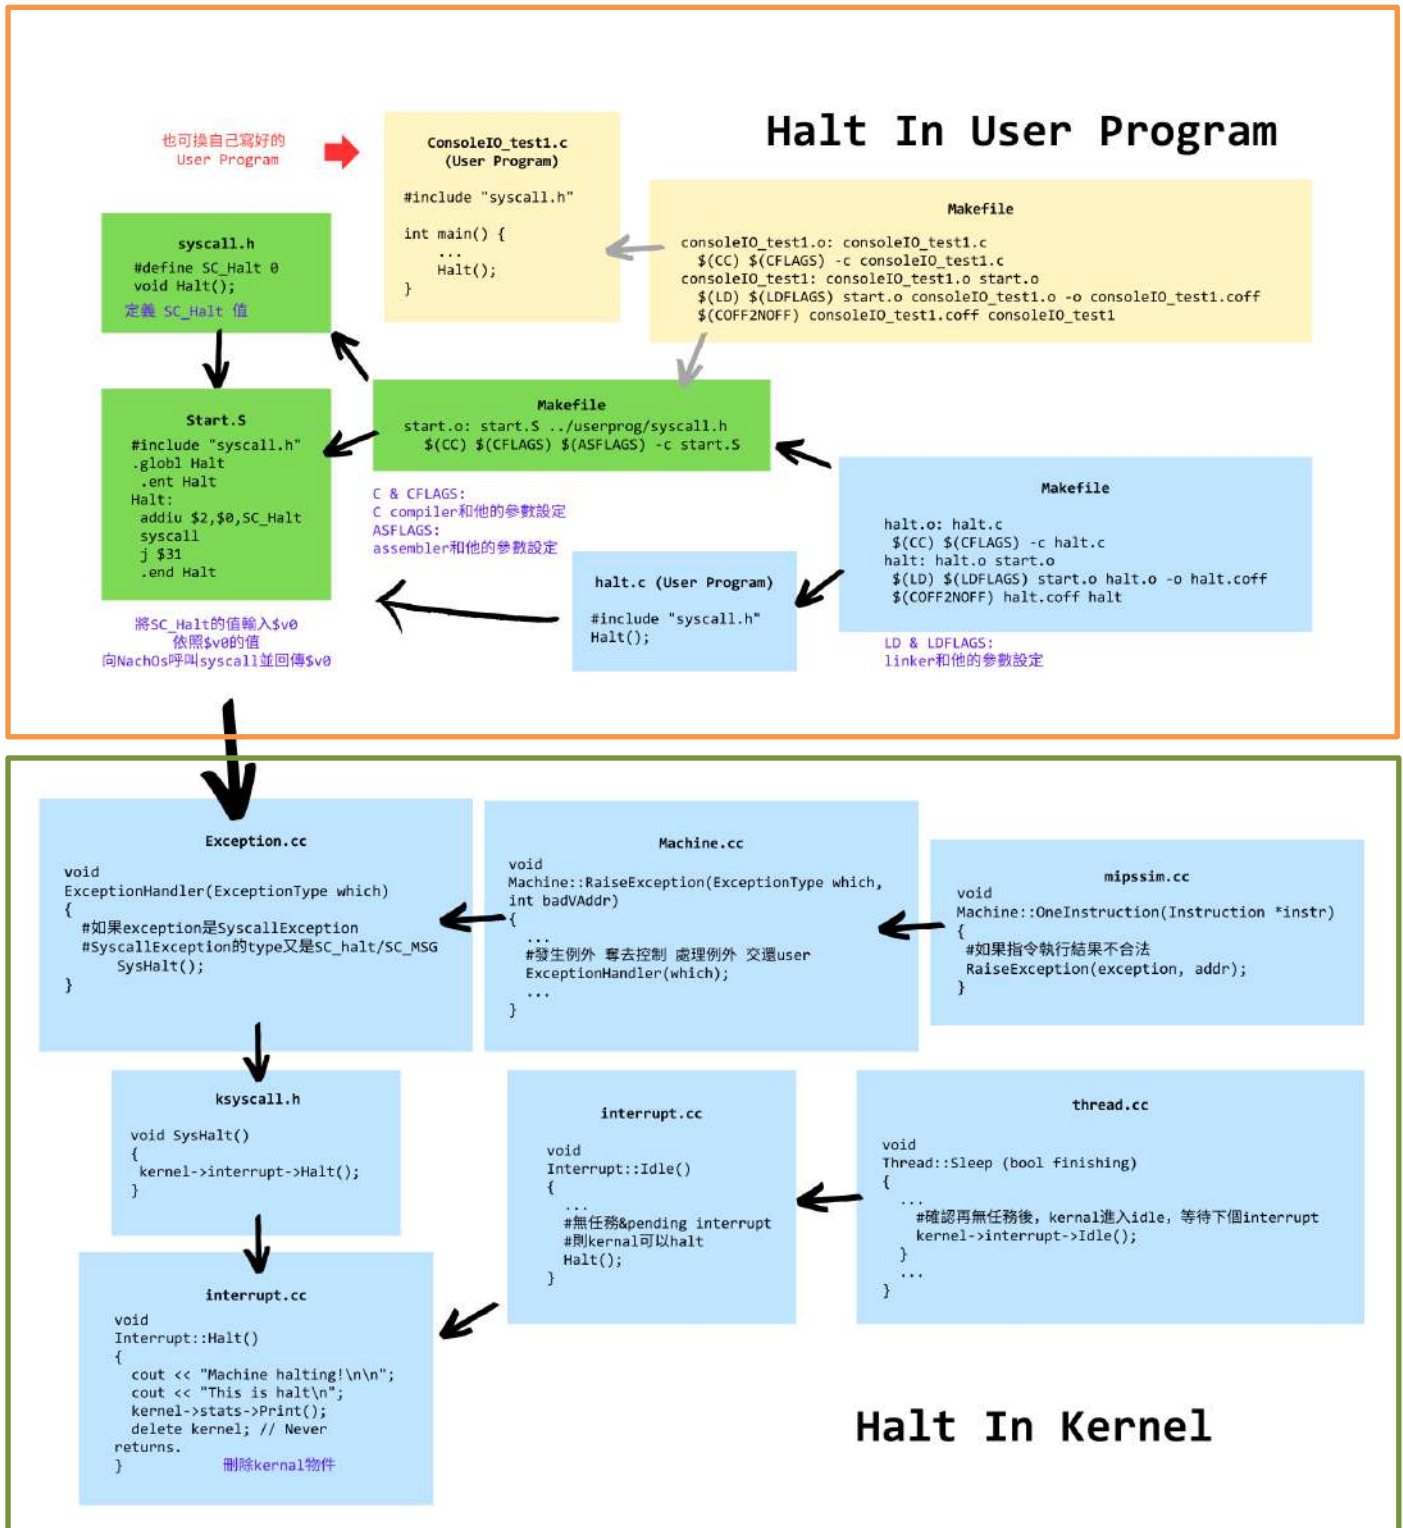 Halt In User Program
也可換自己寫好的
User Program
ConsoleIO_test1.c
(User Program)
#include "syscall.h"
int main() {
...
Halt();
}
Makefile
consoleIO_test1.o: consoleIO_test1.c
$(CC) $(CFLAGS) -c consoleIO_test1.c
consoleIO_test1: consoleIO_test1.o start.o
$(LD) $(LDFLAGS) start.o consoleIO_test1.o -o consoleIO_test1.coff
$(COFF2NOFF) consoleIO_test1.coff consoleIO_test1
syscall.h
#define SC_Halt 0
void Halt();
定義 SC_Halt 值
Start.S
#include "syscall.h"
.globl Halt
.ent Halt
Halt:
addiu $2,$0,SC_Halt
syscall
j $31
.end Halt
將SC_Halt的值輸入$v0
依照$v0的值
向NachOs呼叫syscall並回傳$v0
Makefile
start.o: start.S ../userprog/syscall.h
$(CC) $(CFLAGS) $(ASFLAGS) -c start.S
C & CFLAGS:
C compiler和他的參數設定
ASFLAGS:
assembler和他的參數設定
halt.c (User Program)
#include "syscall.h"
Halt();
Makefile
halt.o: halt.c
$(CC) $(CFLAGS) -c halt.c
halt: halt.o start.o
$(LD) $(LDFLAGS) start.o halt.o -o halt.coff
$(COFF2NOFF) halt.coff halt
LD & LDFLAGS:
linker和他的參數設定
Exception.cc
void
ExceptionHandler(ExceptionType which)
{
#如果exception是SyscallException
#SyscallException的type又是SC_halt/SC_MSG
SysHalt();
}
Machine.cc
void
Machine::RaiseException(ExceptionType which,
int badVAddr)
{
...
#發生例外 奪去控制 處理例外 交還user
ExceptionHandler(which);
...
}
mipssim.cc
void
Machine::OneInstruction(Instruction *instr)
{
#如果指令執行結果不合法
RaiseException(exception, addr);
}
ksyscall.h
void SysHalt()
{
kernel->interrupt->Halt();
}
interrupt.cc
void
Interrupt::Idle()
{
...
#無任務&pending interrupt
#則kernal可以halt
Halt();
}
thread.cc
void
Thread::Sleep (bool finishing)
{
...
#確認再無任務後，kernal進入idle，等待下個interrupt
kernel->interrupt->Idle();
}
...
}
interrupt.cc
void
Interrupt::Halt()
{
cout << "Machine halting!\n\n";
cout << "This is halt\n";
kernel->stats->Print();
delete kernel; // Never
returns.
}
刪除kernal物件
Halt In Kernel